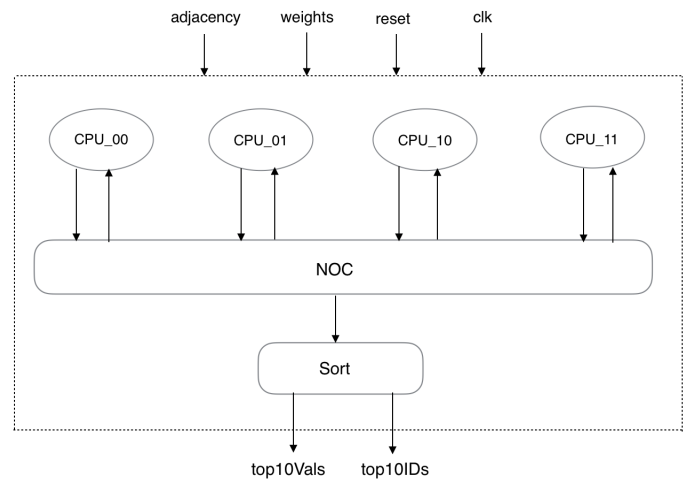 adjacency weights reset clk
CPU_00 CPU_01 CPU_10 CPU_11
NOC
Sort
top10Vals top10IDs